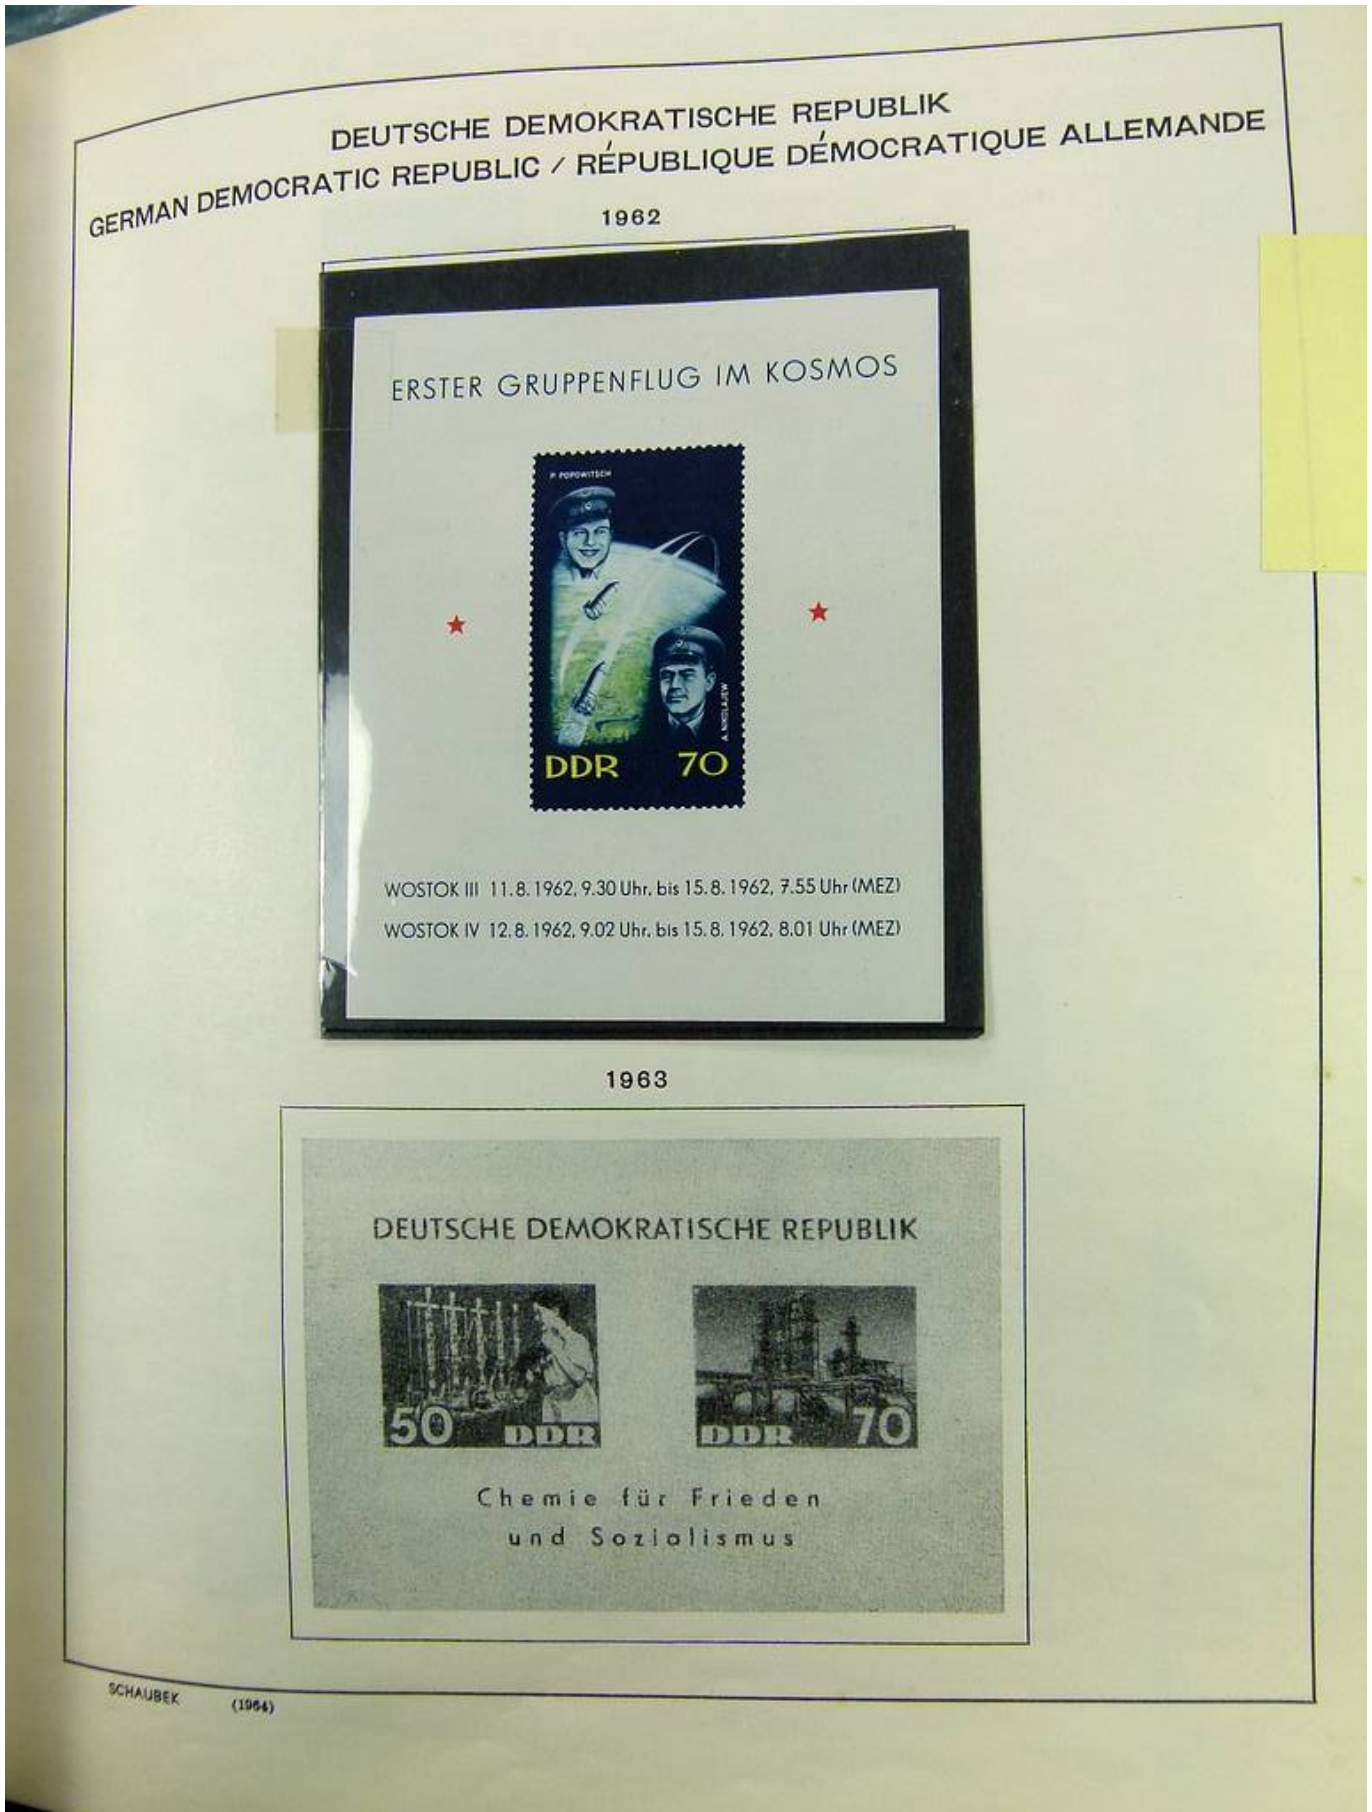 DEUTSCHE DEMOKRATISCHE REPUBLIK
GERMAN DEMOCRATIC REPUBLIC / RÉPUBLIQUE DÉMOCRATIQUE ALLEMANDE
1962
ERSTER GRUPPENFLUG IM KOSMOS
P. POPOWITSCH
A. NIKOLAJEW
DDR 70
WOSTOK III 11.8.1962, 9.30 Uhr, bis 15.8.1962, 7.55 Uhr (MEZ)
WOSTOK IV 12.8.1962, 9.02 Uhr, bis 15.8.1962, 8.01 Uhr (MEZ)
1963
DEUTSCHE DEMOKRATISCHE REPUBLIK
50 DDR
DDR 70
Chemie für Frieden
und Sozialismus
SCHAUBEK (1964)